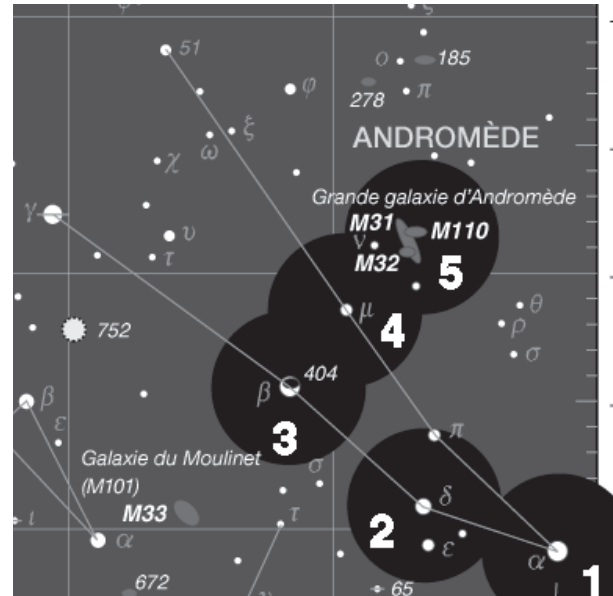 ξ
51
ο
185
φ
278
π
ξ
ω
ANDROMÈDE
χ
Grande galaxie d'Andromède
γ
M31
M110
υ
ν
τ
M32
5
θ
μ
4
ρ
752
σ
404
β
β
3
ε
π
Galaxie du Moulinet
(M101)
σ
δ
M33
2
ι
τ
ε
α
α
1
672
65